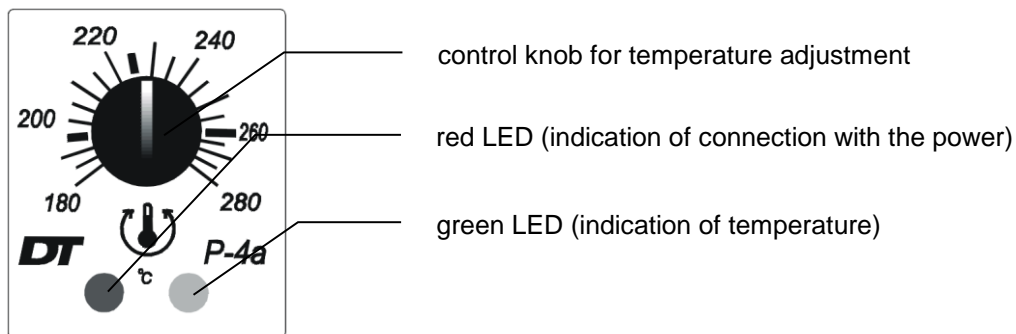 220 240
control knob for temperature adjustment
200 260
red LED (indication of connection with the power)
180 280
green LED (indication of temperature)
DT P-4a
°C